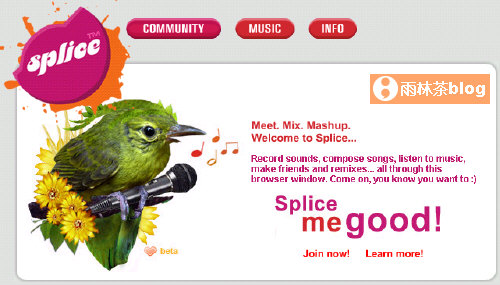 splice™
COMMUNITY
MUSIC
INFO
雨林茶blog
Meet. Mix. Mashup.
Welcome to Splice...
Record sounds, compose songs, listen to music,
make friends and remixes... all through this
browser window. Come on, you know you want to :)
Splice
me good!
beta
Join now!
Learn more!